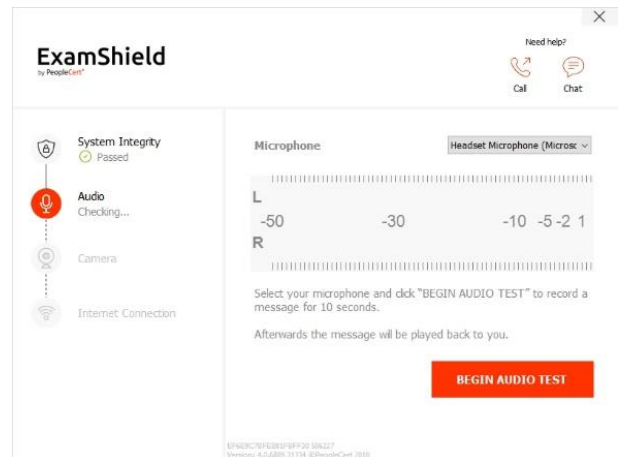 Need help?
ExamShield
by PeopleCert
Call Chat
System Integrity
Passed
Audio
Checking...
Camera
Internet Connection
Microphone
Headset Microphone (Microsc
L
-50 -30 -10 -5 -2 1
R
Select your microphone and click "BEGIN AUDIO TEST" to record a
message for 10 seconds.
Afterwards the message will be played back to you.
BEGIN AUDIO TEST